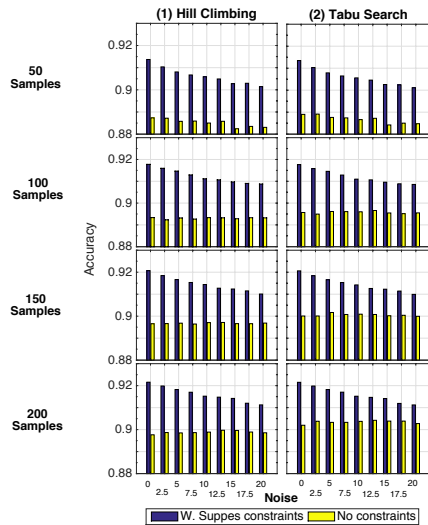 (1) Hill Climbing (2) Tabu Search
50 Samples
0.92
0.9
0.88
100 Samples
0.92
0.9
0.88
150 Samples
0.92
0.9
0.88
200 Samples
0.92
0.9
0.88
Accuracy
0 5 10 15 20 0 5 10 15 20
2.5 7.5 12.5 17.5 2.5 7.5 12.5 17.5
Noise
W. Suppes constraints No constraints